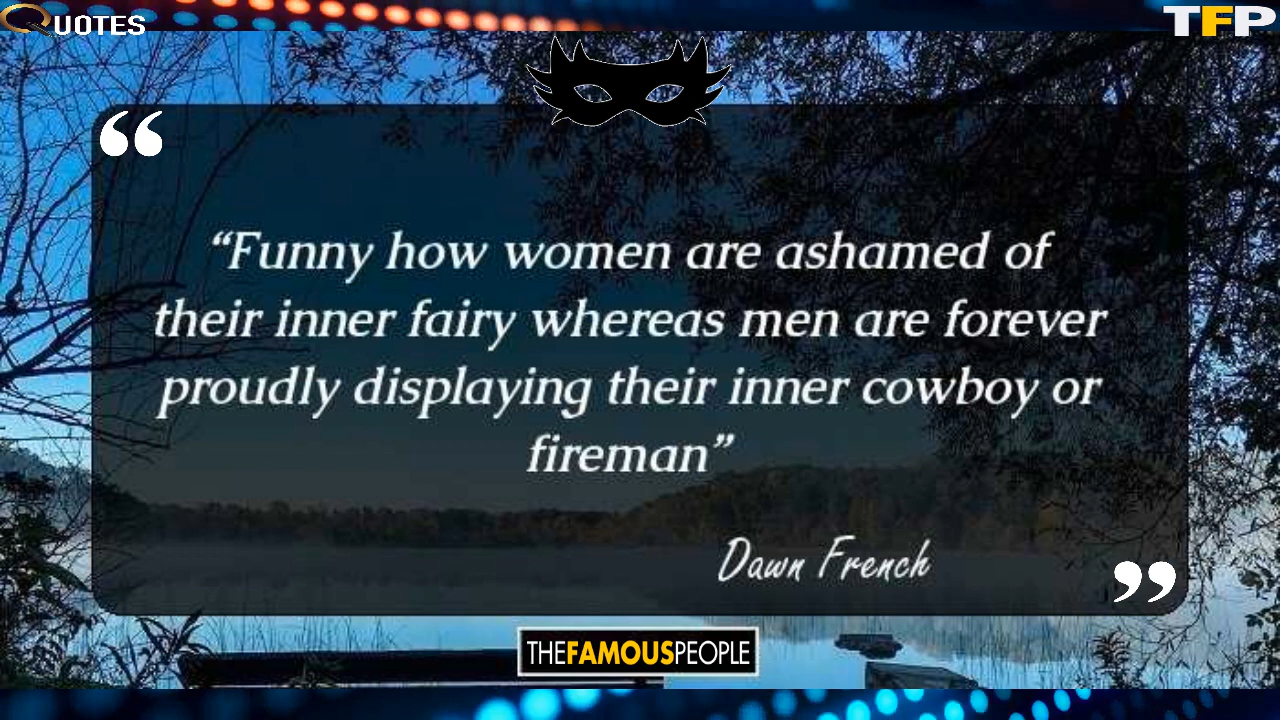 QUOTES
TFP
“Funny how women are ashamed of
their inner fairy whereas men are forever
proudly displaying their inner cowboy or
fireman”
Dawn French
THEFAMOUSPEOPLE